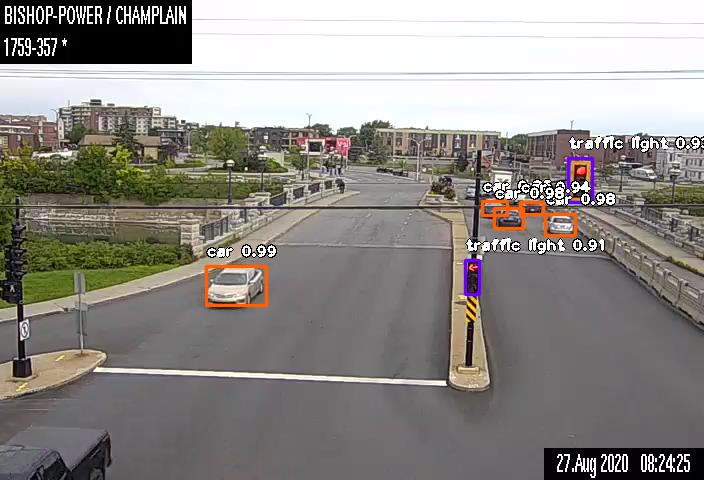 BISHOP-POWER / CHAMPLAIN
1759-357 *
traffic light 0.93
car 0.98
car 0.94
car 0.98
traffic light 0.91
car 0.99
27.Aug 2020 08:24:25